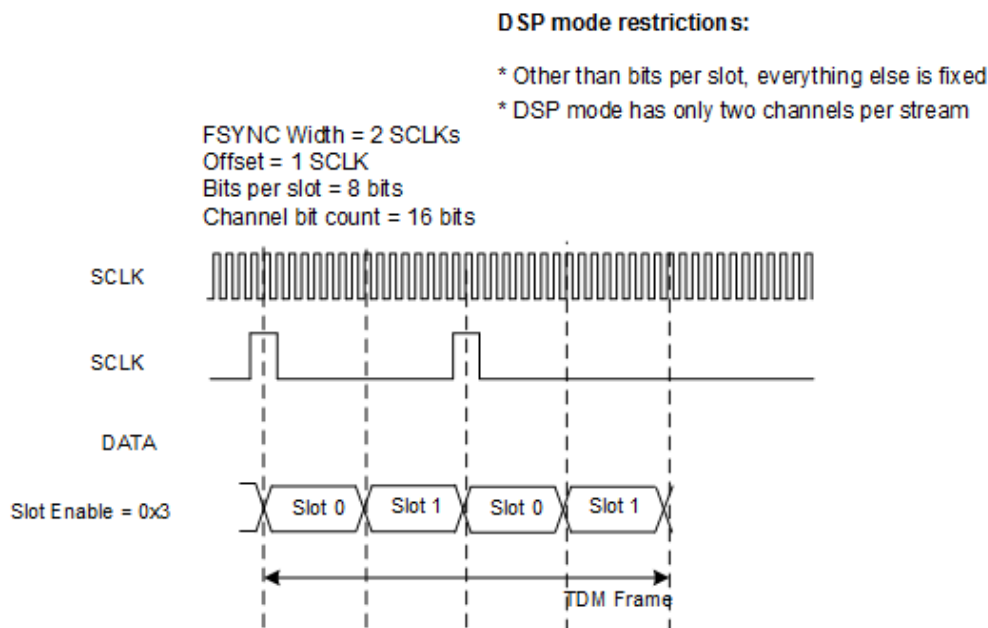 DSP mode restrictions:
* Other than bits per slot, everything else is fixed
* DSP mode has only two channels per stream
FSYNC Width = 2 SCLKs
Offset = 1 SCLK
Bits per slot = 8 bits
Channel bit count = 16 bits
SCLK
SCLK
DATA
Slot Enable = 0x3
Slot 0
Slot 1
Slot 0
Slot 1
TDM Frame